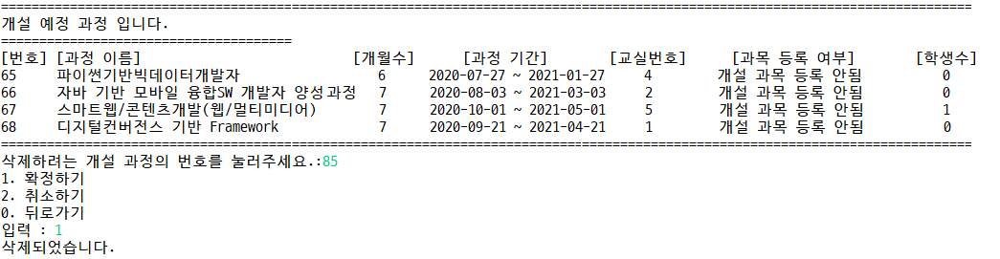 ===============================================================================================================================
개설 예정 과정 입니다.
======================================
[번호] [과정 이름] [개월수] [과정 기간] [교실번호] [과목 등록 여부] [학생수]
65 파이썬기반빅데이터개발자 6 2020-07-27 ~ 2021-01-27 4 개설 과목 등록 안됨 0
66 자바 기반 모바일 융합SW 개발자 양성과정 7 2020-08-03 ~ 2021-03-03 2 개설 과목 등록 안됨 0
67 스마트웹/콘텐츠개발(웹/멀티미디어) 7 2020-10-01 ~ 2021-05-01 5 개설 과목 등록 안됨 1
68 디지털컨버전스 기반 Framework 7 2020-09-21 ~ 2021-04-21 1 개설 과목 등록 안됨 0
===============================================================================================================================
삭제하려는 개설 과정의 번호를 눌러주세요.:85
1. 확정하기
2. 취소하기
0. 뒤로가기
입력 : 1
삭제되었습니다.